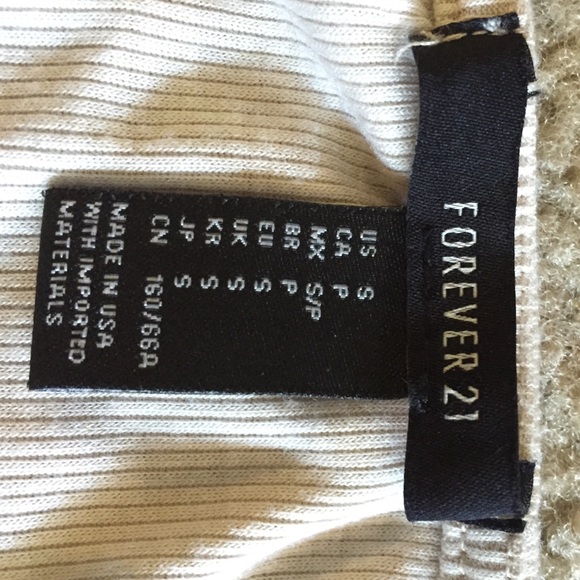 FOREVER 21
US S
CA P
MX S/P
BR P
EU S
UK S
KR S
JP S
CN 160/66A
MADE IN USA
WITH IMPORTED
MATERIALS